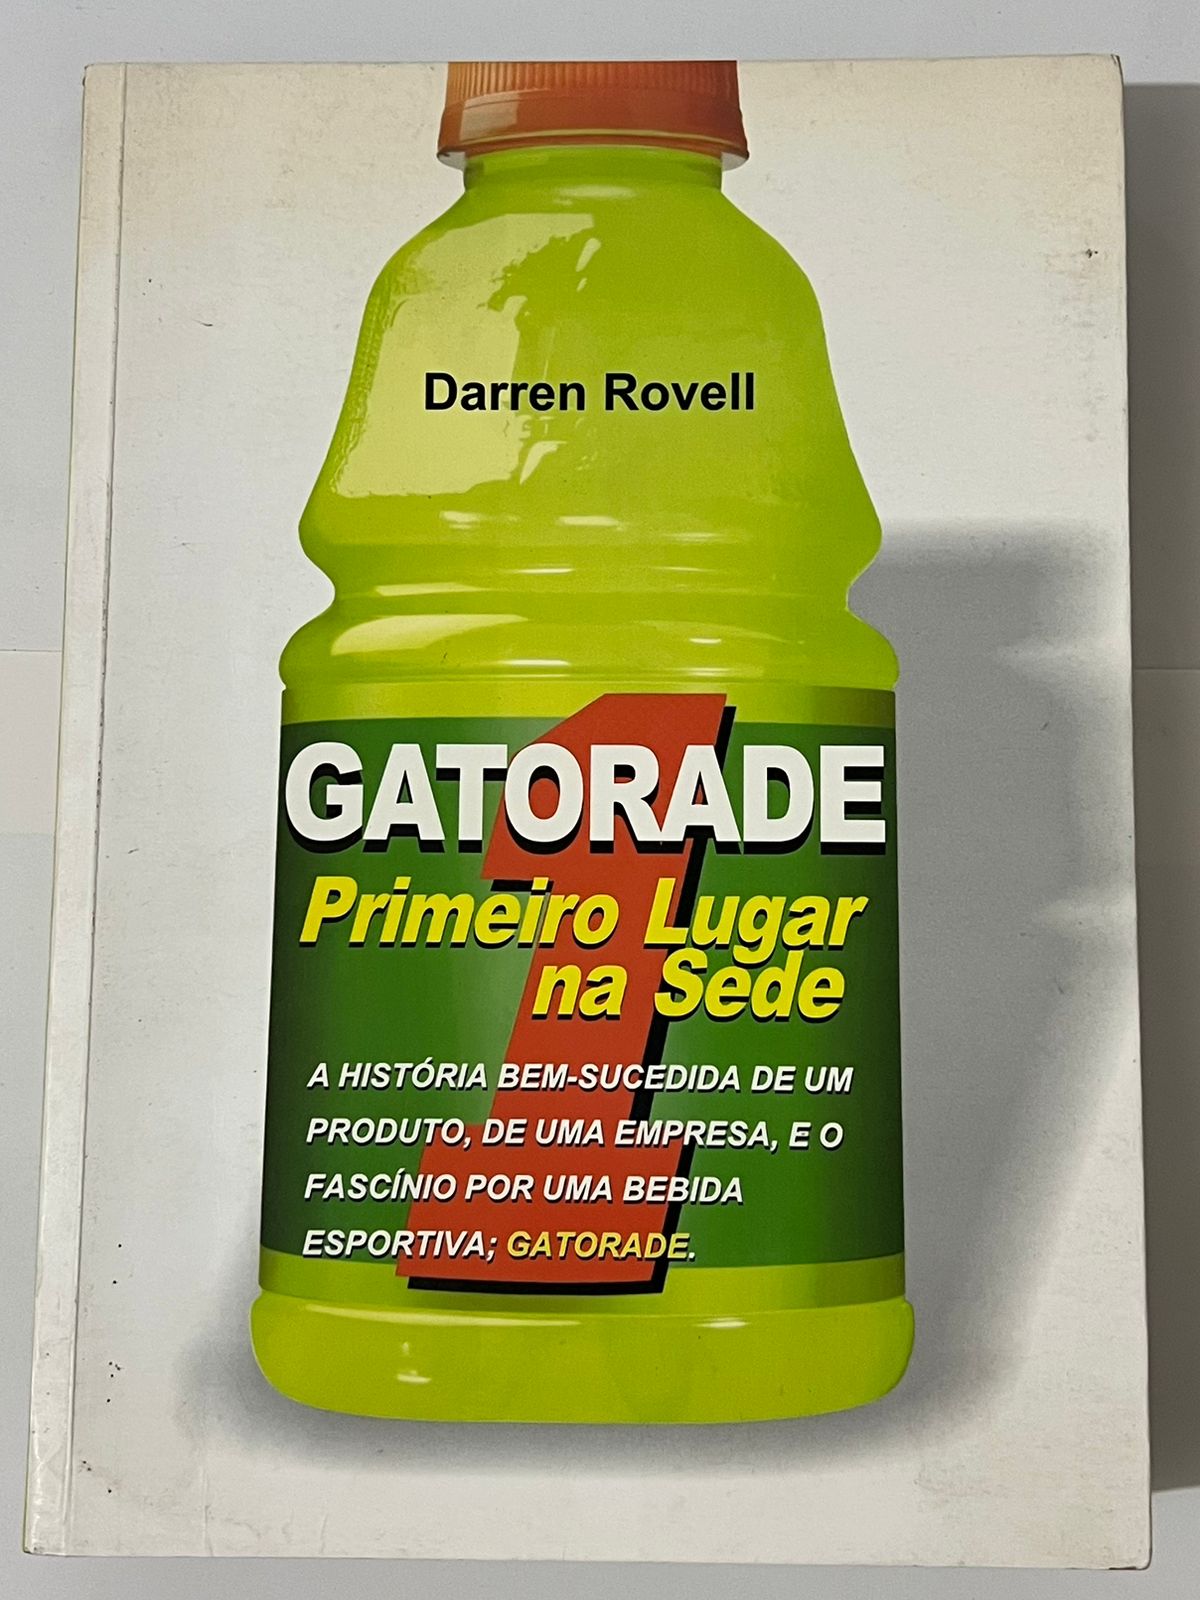 Darren Rovell
1
GATORADE
Primeiro Lugar
na Sede
A HISTÓRIA BEM-SUCEDIDA DE UM
PRODUTO, DE UMA EMPRESA, E O
FASCÍNIO POR UMA BEBIDA
ESPORTIVA; GATORADE.